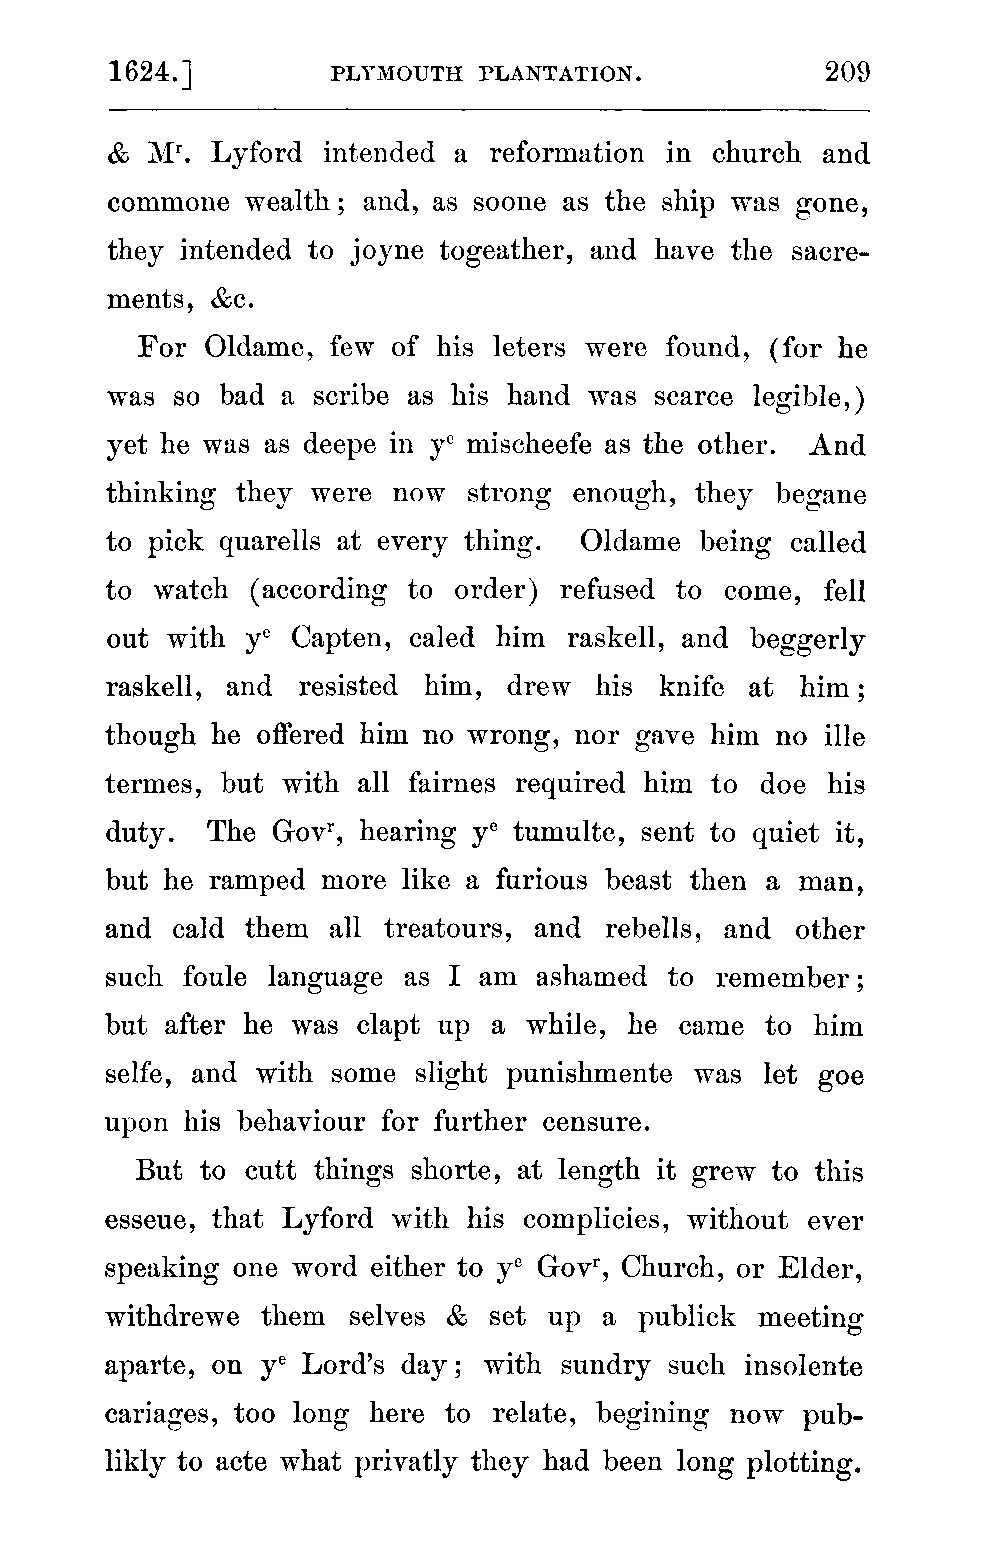 1624.] PLYMOUTH PLANTATION. 209
& Mʳ. Lyford intended a reformation in church and
commone wealth; and, as soone as the ship was gone,
they intended to joyne togeather, and have the sacre-
ments, &c.
For Oldame, few of his leters were found, (for he
was so bad a scribe as his hand was scarce legible,)
yet he was as deepe in yᵉ mischeefe as the other. And
thinking they were now strong enough, they begane
to pick quarells at every thing. Oldame being called
to watch (according to order) refused to come, fell
out with yᵉ Capten, caled him raskell, and beggerly
raskell, and resisted him, drew his knife at him;
though he offered him no wrong, nor gave him no ille
termes, but with all fairnes required him to doe his
duty. The Govʳ, hearing yᵉ tumulte, sent to quiet it,
but he ramped more like a furious beast then a man,
and cald them all treatours, and rebells, and other
such foule language as I am ashamed to remember;
but after he was clapt up a while, he came to him
selfe, and with some slight punishmente was let goe
upon his behaviour for further censure.
But to cutt things shorte, at length it grew to this
esseue, that Lyford with his complicies, without ever
speaking one word either to yᵉ Govʳ, Church, or Elder,
withdrewe them selves & set up a publick meeting
aparte, on yᵉ Lord's day; with sundry such insolente
cariages, too long here to relate, begining now pub-
likly to acte what privatly they had been long plotting.